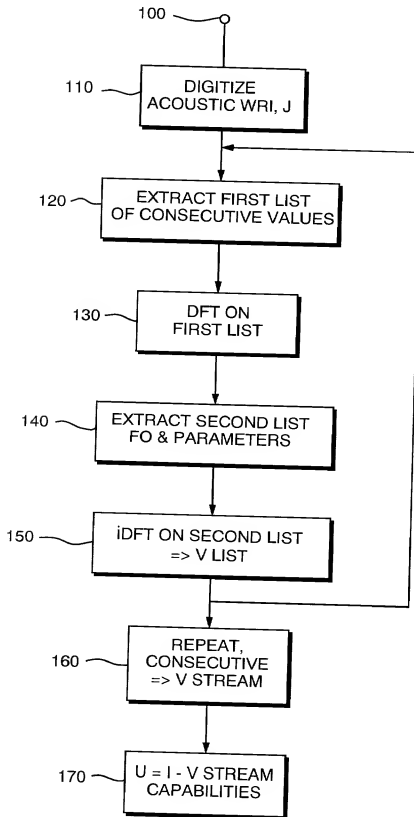 100
110
DIGITIZE
ACOUSTIC WRI, J
120
EXTRACT FIRST LIST
OF CONSECUTIVE VALUES
130
DFT ON
FIRST LIST
140
EXTRACT SECOND LIST
FO & PARAMETERS
150
iDFT ON SECOND LIST
=> V LIST
160
REPEAT,
CONSECUTIVE
=> V STREAM
170
U = I - V STREAM
CAPABILITIES